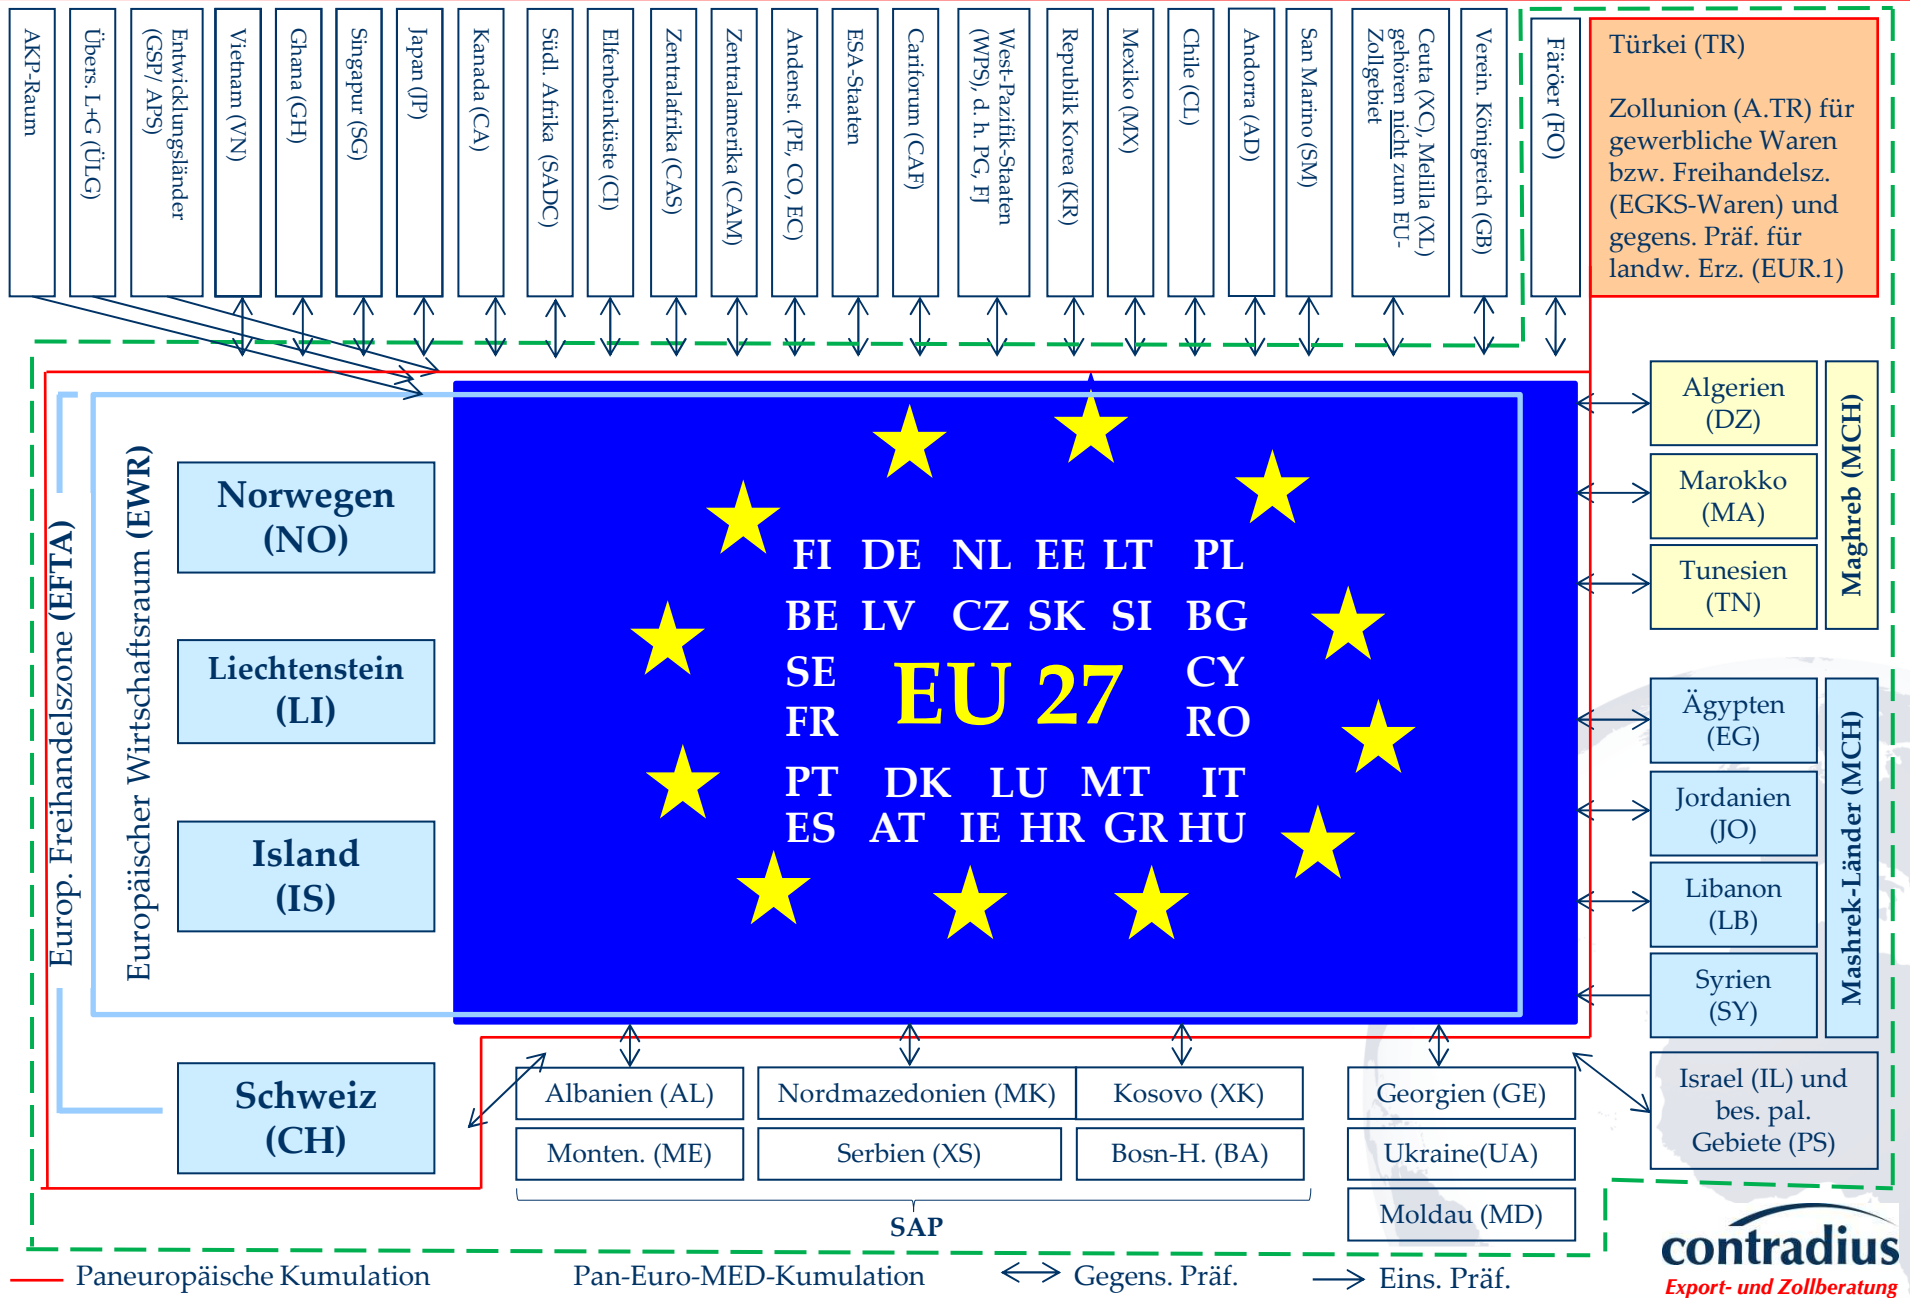 AKP-Raum
Übers. L+G (ÜLG)
Entwicklungsländer
(GSP/ APS)
Vietnam (VN)
Ghana (GH)
Singapur (SG)
Japan (JP)
Kanada (CA)
Südl. Afrika (SADC)
Elfenbeinküste (CI)
Zentralafrika (CAS)
Zentralamerika (CAM)
Andenst. (PE, CO, EC)
ESA-Staaten
Cariforum (CAF)
West-Pazifik-Staaten
(WPS), d. h. PG, FJ
Republik Korea (KR)
Mexiko (MX)
Chile (CL)
Andorra (AD)
San Marino (SM)
Ceuta (XC), Melilla (XL)
gehören nicht zum EU-
Zollgebiet
Verein. Königreich (GB)
Färöer (FO)
Türkei (TR)
Zollunion (A.TR) für
gewerbliche Waren
bzw. Freihandelsz.
(EGKS-Waren) und
gegens. Präf. für
landw. Erz. (EUR.1)
Europ. Freihandelszone (EFTA)
Europäischer Wirtschaftsraum (EWR)
Norwegen
(NO)
Liechtenstein
(LI)
Island
(IS)
Schweiz
(CH)
FI DE NL EE LT PL
BE LV CZ SK SI BG
SE EU 27 CY
FR RO
PT DK LU MT IT
ES AT IE HR GR HU
Algerien
(DZ)
Marokko
(MA)
Tunesien
(TN)
Maghreb (MCH)
Ägypten
(EG)
Jordanien
(JO)
Libanon
(LB)
Syrien
(SY)
Mashrek-Länder (MCH)
Israel (IL) und
bes. pal.
Gebiete (PS)
Albanien (AL)
Nordmazedonien (MK)
Kosovo (XK)
Georgien (GE)
Monten. (ME)
Serbien (XS)
Bosn-H. (BA)
Ukraine(UA)
Moldau (MD)
SAP
Paneuropäische Kumulation
Pan-Euro-MED-Kumulation
Gegens. Präf.
Eins. Präf.
contradius
Export- und Zollberatung